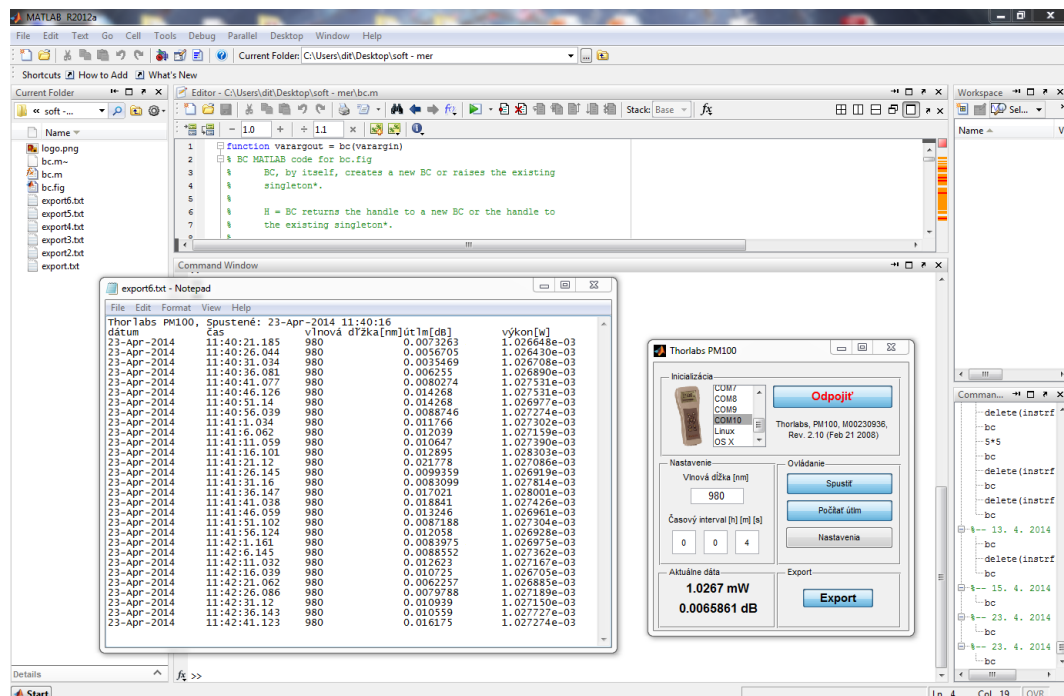 MATLAB R2012a
File Edit Text Go Cell Tools Debug Parallel Desktop Window Help
Current Folder: C:\Users\dit\Desktop\soft - mer
Shortcuts How to Add What's New
Current Folder
« soft -...
Name
logo.png
bc.m~
bc.m
bc.fig
export6.txt
export5.txt
export4.txt
export3.txt
export2.txt
export.txt
Details
Start
Editor - C:\Users\dit\Desktop\soft - mer\bc.m
Stack: Base
fx
1.0
1.1
1 function varargout = bc(varargin)
2 % BC MATLAB code for bc.fig
3 % BC, by itself, creates a new BC or raises the existing
4 % singleton*.
5 %
6 % H = BC returns the handle to a new BC or the handle to
7 % the existing singleton*.
8 %
Command Window
fx >>
export6.txt - Notepad
File Edit Format View Help
Thorlabs PM100, Spustené: 23-Apr-2014 11:40:16
dátum čas vlnová dľžka[nm] útlm[dB] výkon[W]
23-Apr-2014 11:40:21.185 980 0.0073263 1.026648e-03
23-Apr-2014 11:40:26.044 980 0.0056705 1.026430e-03
23-Apr-2014 11:40:31.034 980 0.0035469 1.026708e-03
23-Apr-2014 11:40:36.081 980 0.006255 1.026890e-03
23-Apr-2014 11:40:41.077 980 0.0080274 1.027531e-03
23-Apr-2014 11:40:46.126 980 0.014268 1.027531e-03
23-Apr-2014 11:40:51.14 980 0.014268 1.026977e-03
23-Apr-2014 11:40:56.039 980 0.0088746 1.027274e-03
23-Apr-2014 11:41:1.034 980 0.011766 1.027302e-03
23-Apr-2014 11:41:6.062 980 0.012039 1.027159e-03
23-Apr-2014 11:41:11.059 980 0.010647 1.027390e-03
23-Apr-2014 11:41:16.101 980 0.012895 1.028303e-03
23-Apr-2014 11:41:21.12 980 0.021778 1.027086e-03
23-Apr-2014 11:41:26.145 980 0.0099359 1.026919e-03
23-Apr-2014 11:41:31.16 980 0.0083099 1.027814e-03
23-Apr-2014 11:41:36.147 980 0.017021 1.028001e-03
23-Apr-2014 11:41:41.038 980 0.018841 1.027426e-03
23-Apr-2014 11:41:46.059 980 0.013246 1.026961e-03
23-Apr-2014 11:41:51.102 980 0.0087188 1.027304e-03
23-Apr-2014 11:41:56.124 980 0.012058 1.026928e-03
23-Apr-2014 11:42:1.161 980 0.0083975 1.026975e-03
23-Apr-2014 11:42:6.145 980 0.0088552 1.027362e-03
23-Apr-2014 11:42:11.032 980 0.012623 1.027167e-03
23-Apr-2014 11:42:16.039 980 0.010725 1.026705e-03
23-Apr-2014 11:42:21.062 980 0.0062257 1.026885e-03
23-Apr-2014 11:42:26.086 980 0.0079788 1.027189e-03
23-Apr-2014 11:42:31.12 980 0.010939 1.027150e-03
23-Apr-2014 11:42:36.143 980 0.010559 1.027727e-03
23-Apr-2014 11:42:41.123 980 0.016175 1.027274e-03
Thorlabs PM100
Inicializácia
COM7
COM8
COM9
COM10
Linux
OS X
Odpojiť
Thorlabs, PM100, M00230936,
Rev. 2.10 (Feb 21 2008)
Nastavenie
Vlnová dĺžka [nm]
980
Časový interval [h] [m] [s]
0 0 4
Ovládanie
Spustiť
Počítať útlm
Nastavenia
Aktuálne dáta
1.0267 mW
0.0065861 dB
Export
Export
Workspace
Sel...
Name
V
Comman...
delete(instrf
bc
5*5
bc
delete(instrf
bc
delete(instrf
bc
%-- 13. 4. 2014
bc
delete(instrf
bc
%-- 15. 4. 2014
bc
%-- 23. 4. 2014
bc
%-- 23. 4. 2014
bc
Ln 4 Col 19 OVR